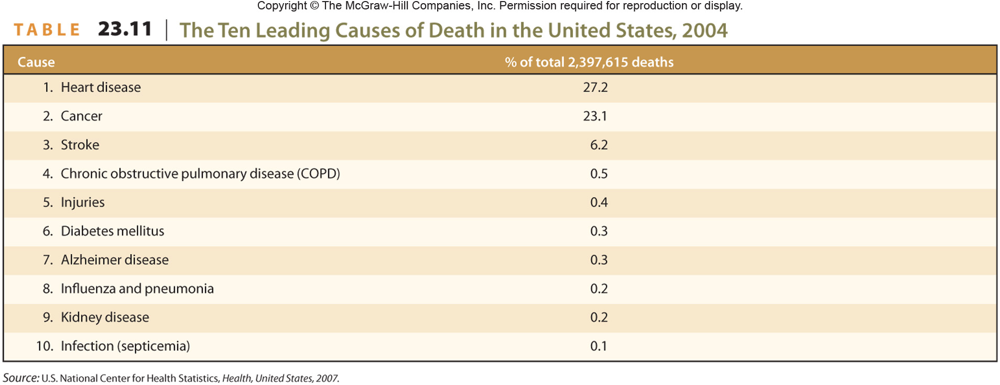 Copyright © The McGraw-Hill Companies, Inc. Permission required for reproduction or display.
TABLE 23.11 | The Ten Leading Causes of Death in the United States, 2004
Cause % of total 2,397,615 deaths
1. Heart disease 27.2
2. Cancer 23.1
3. Stroke 6.2
4. Chronic obstructive pulmonary disease (COPD) 0.5
5. Injuries 0.4
6. Diabetes mellitus 0.3
7. Alzheimer disease 0.3
8. Influenza and pneumonia 0.2
9. Kidney disease 0.2
10. Infection (septicemia) 0.1
Source: U.S. National Center for Health Statistics, Health, United States, 2007.